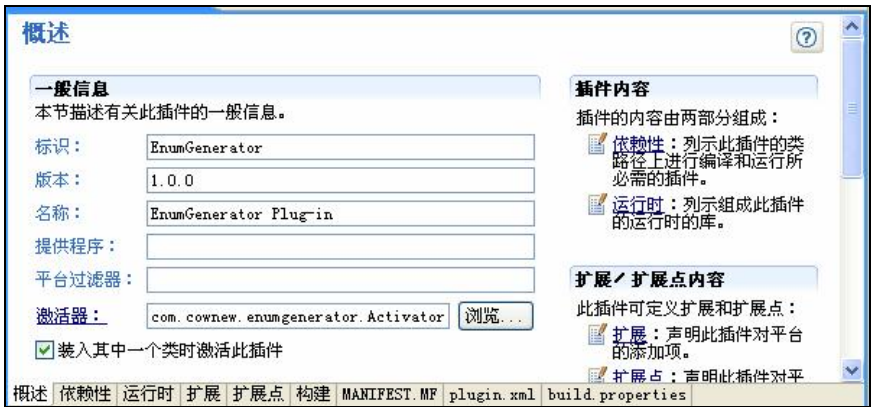 概述
一般信息
本节描述有关此插件的一般信息。
标识： EnumGenerator
版本： 1.0.0
名称： EnumGenerator Plug-in
提供程序：
平台过滤器：
激活器： com.cownew.enumgenerator.Activator 浏览...
装入其中一个类时激活此插件
插件内容
插件的内容由两部分组成：
依赖性：列示此插件的类
路径上进行编译和运行所
必需的插件。
运行时：列示组成此插件
的运行时的库。
扩展／扩展点内容
此插件可定义扩展和扩展点：
扩展：声明此插件对平台
的添加项。
扩展点：声明此插件对平
概述 依赖性 运行时 扩展 扩展点 构建 MANIFEST.MF plugin.xml build.properties